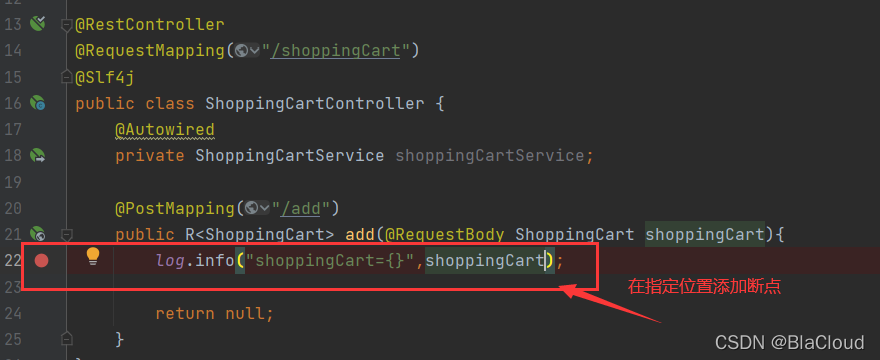 13 @RestController
14 @RequestMapping("/shoppingCart")
15 @Slf4j
16 public class ShoppingCartController {
17 @Autowired
18 private ShoppingCartService shoppingCartService;
19
20 @PostMapping("/add")
21 public R<ShoppingCart> add(@RequestBody ShoppingCart shoppingCart){
22 log.info("shoppingCart={}",shoppingCart);
23 在指定位置添加断点
24 return null;
25 }
CSDN @BlaCloud